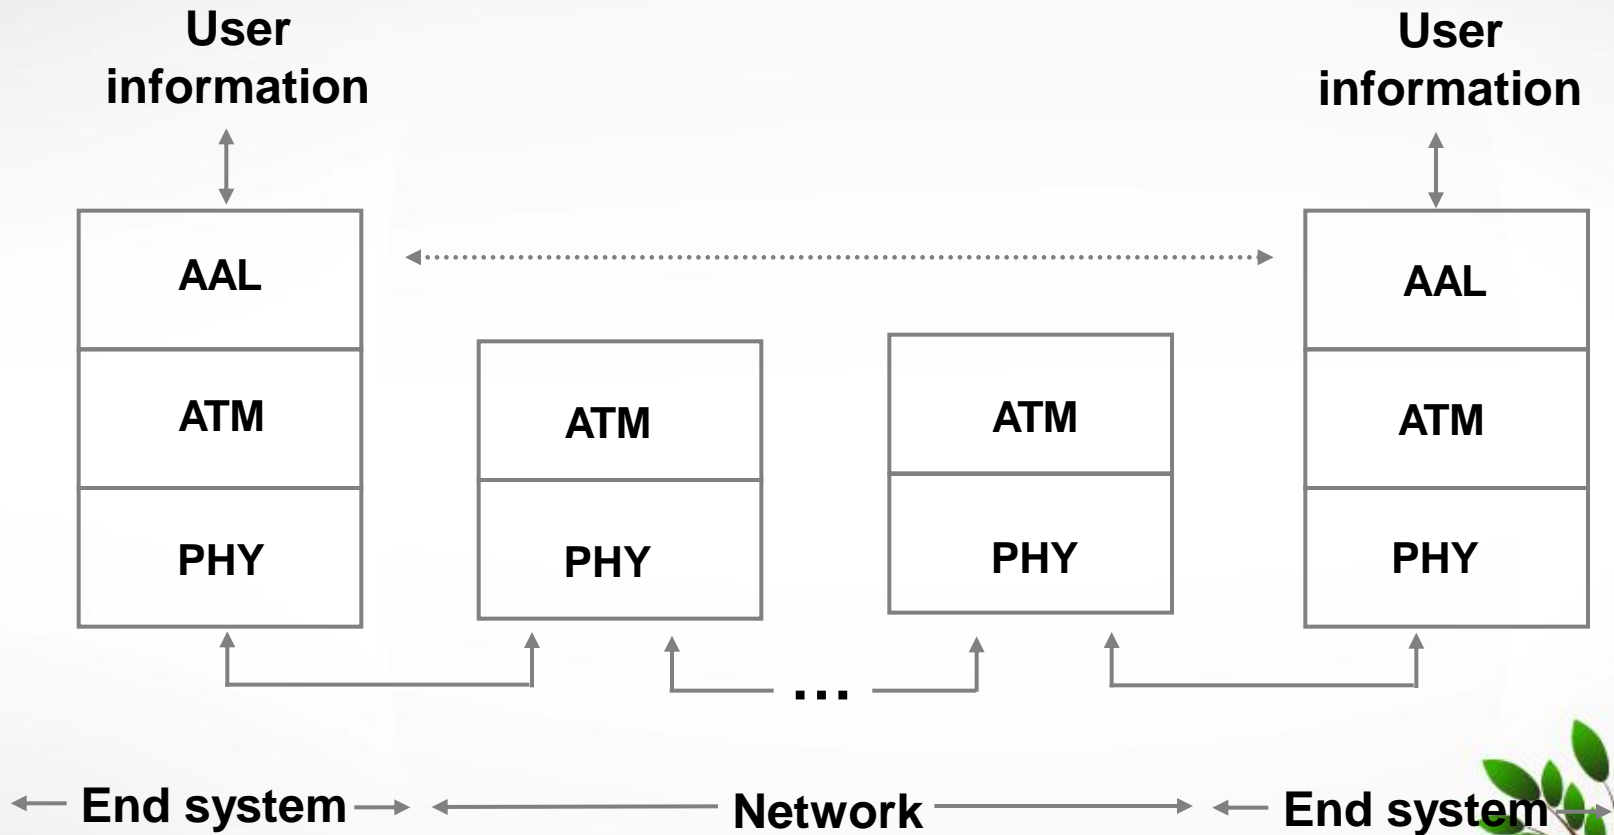 User
information
User
information
AAL
AAL
ATM
ATM
ATM
ATM
PHY
PHY
PHY
PHY
...
End system
Network
End system